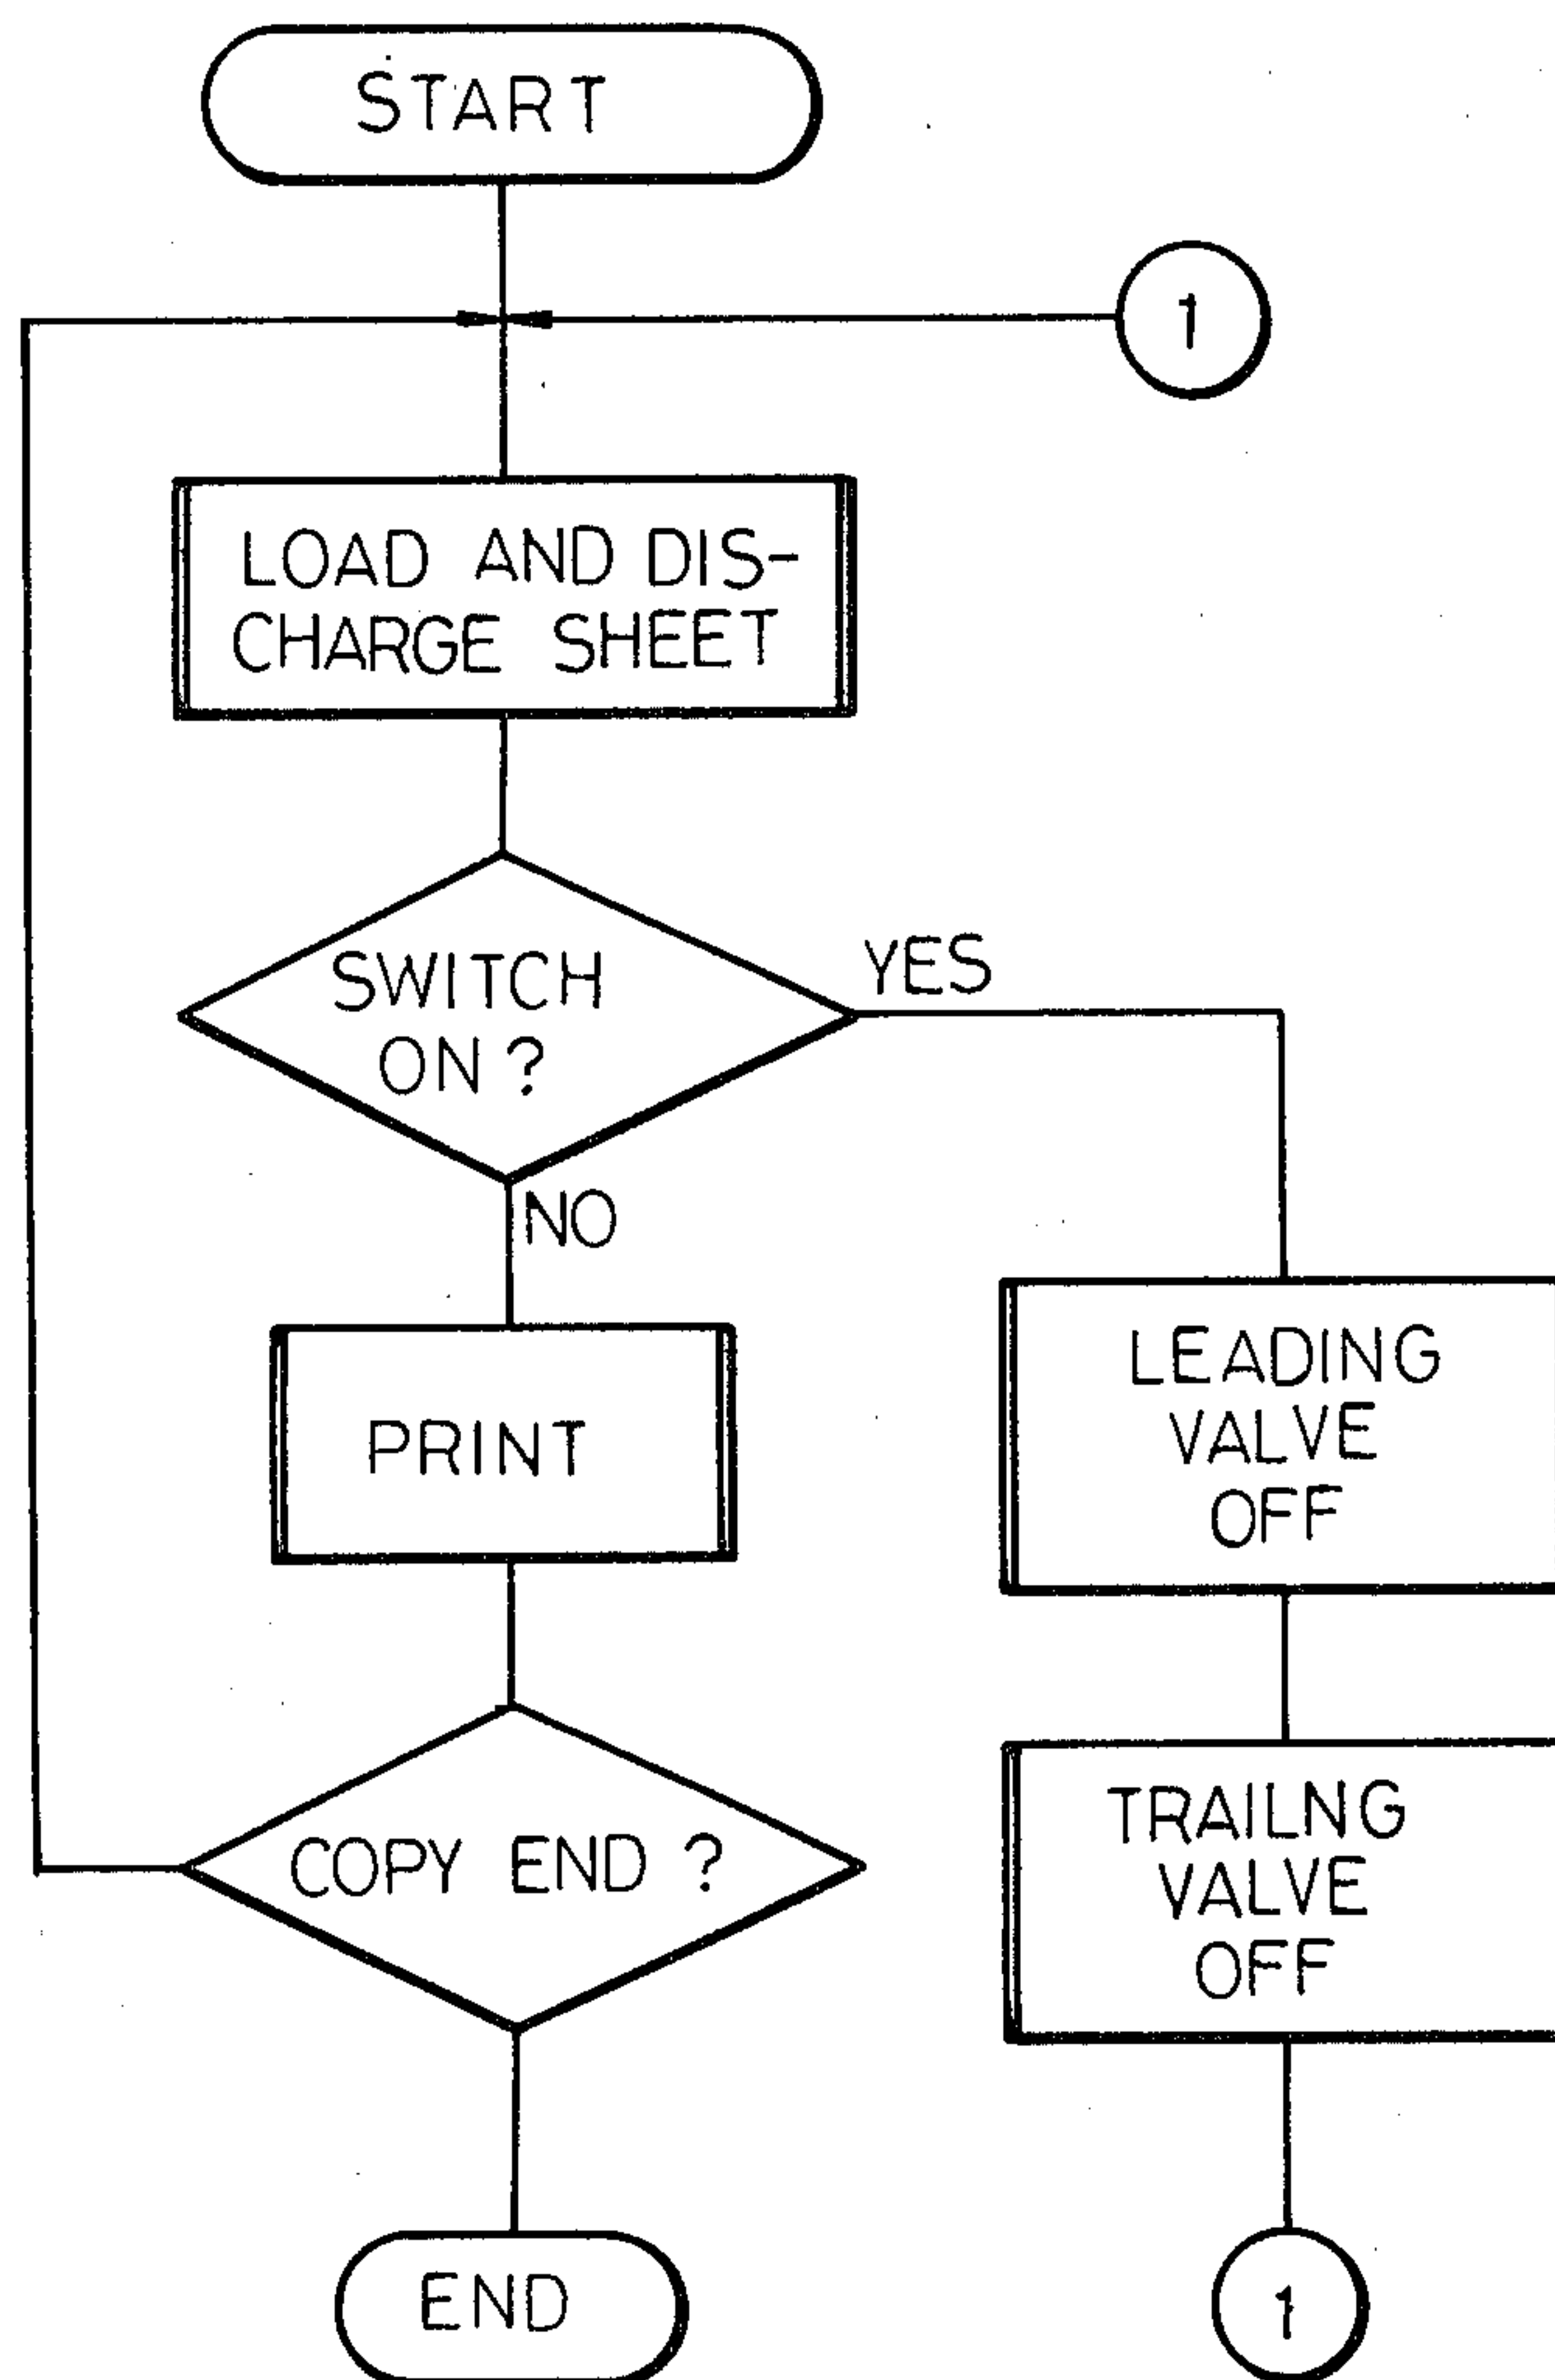 START
1
LOAD AND DIS-
CHARGE SHEET
SWITCH
ON ?
YES
NO
PRINT
COPY END ?
END
LEADING
VALVE
OFF
TRAILNG
VALVE
OFF
1